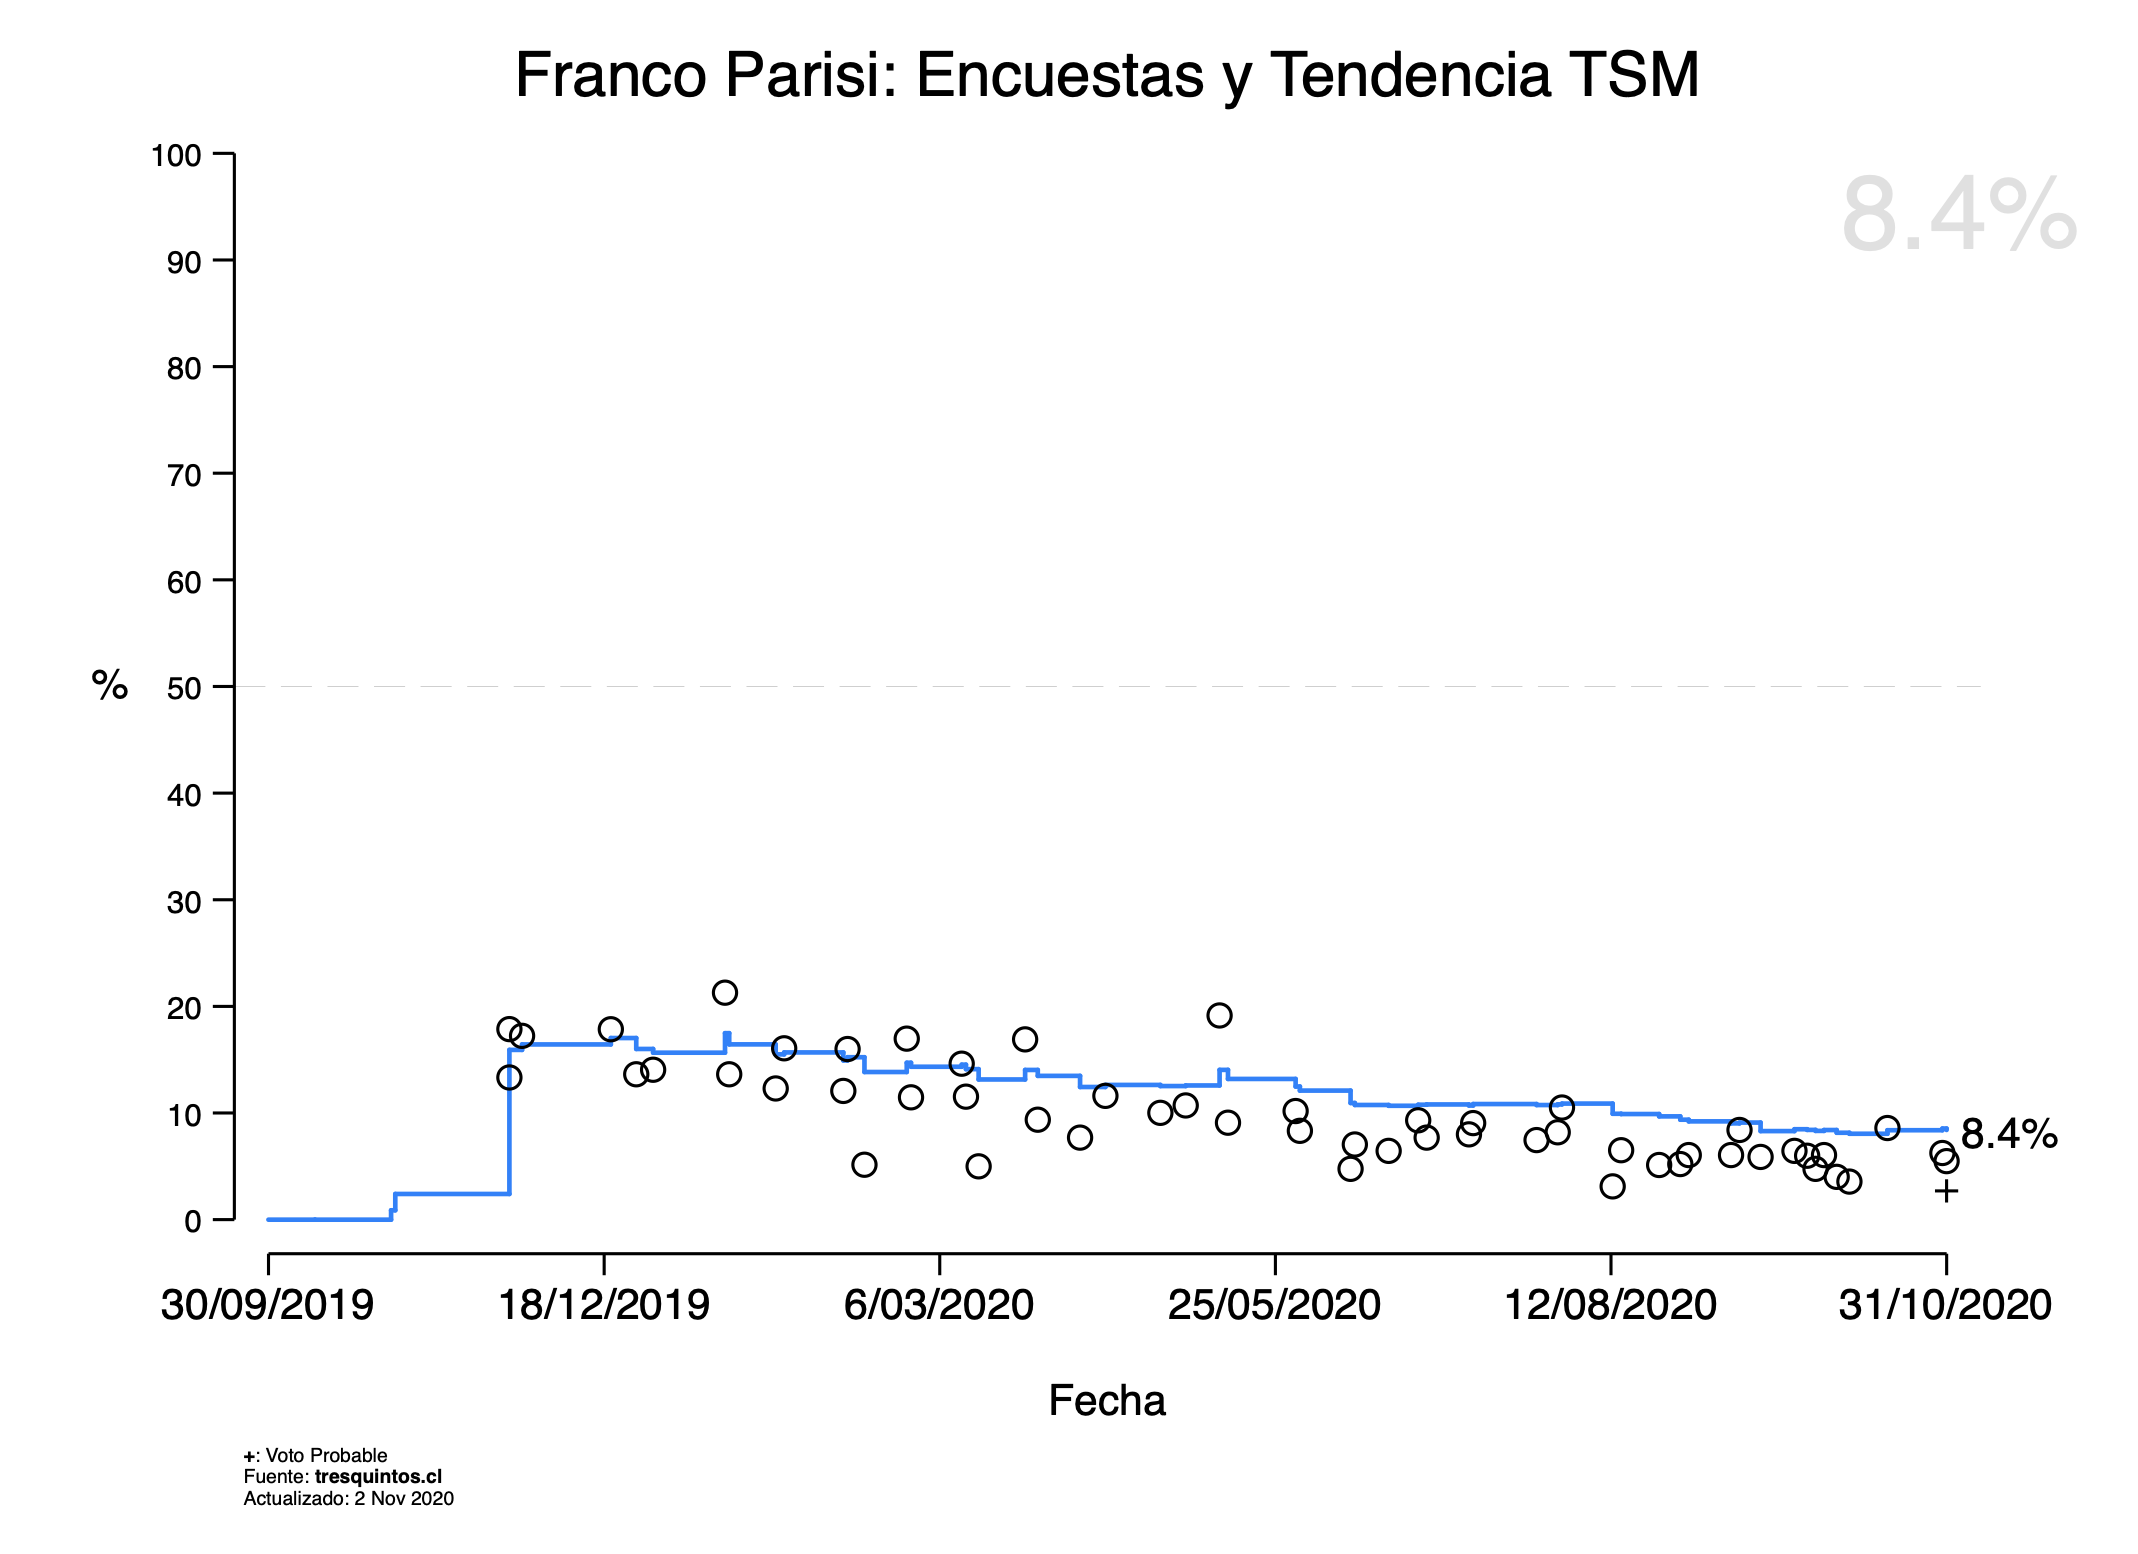 Franco Parisi: Encuestas y Tendencia TSM
8.4%
100
90
80
70
60
% 50
40
30
20
10
0
8.4%
30/09/2019 18/12/2019 6/03/2020 25/05/2020 12/08/2020 31/10/2020
Fecha
+: Voto Probable
Fuente: tresquintos.cl
Actualizado: 2 Nov 2020